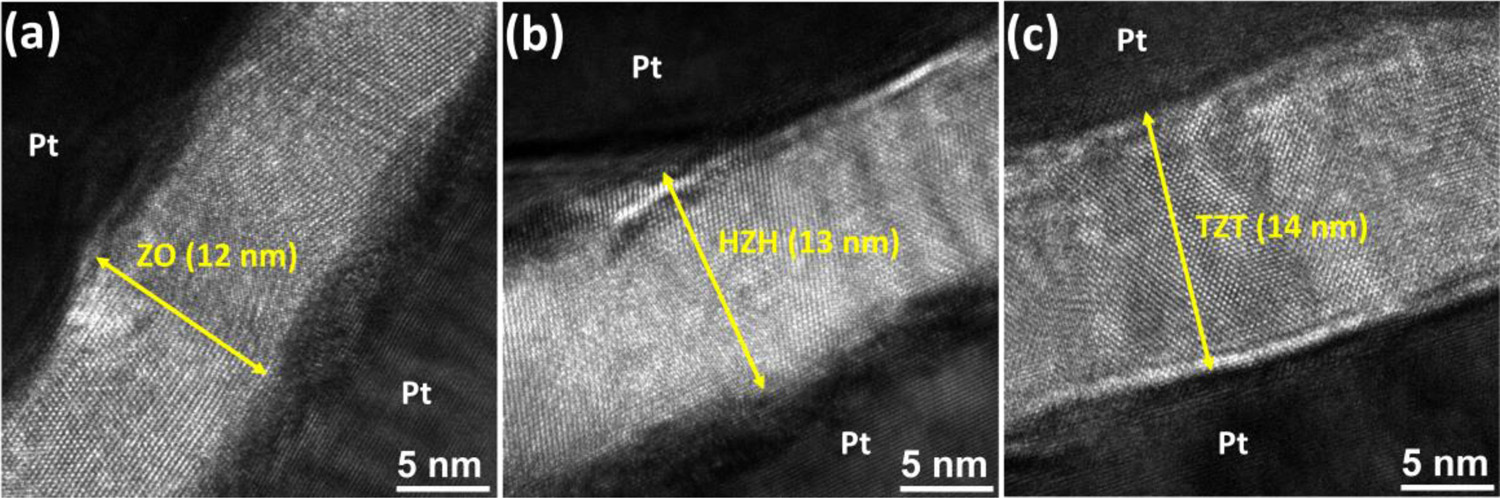 (a)
Pt
ZO (12 nm)
Pt
5 nm
(b)
Pt
HZH (13 nm)
Pt
5 nm
(c)
Pt
TZT (14 nm)
Pt
5 nm